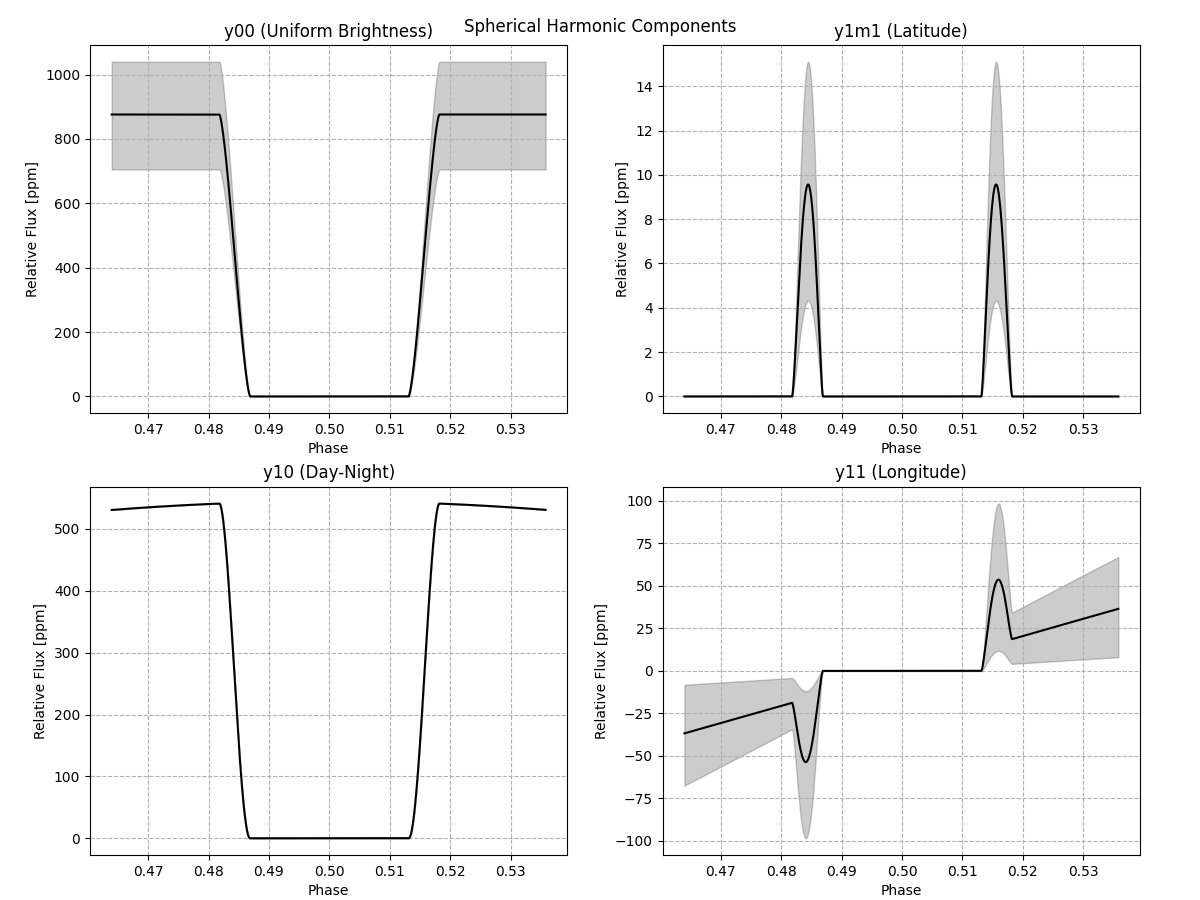 Spherical Harmonic Components
y00 (Uniform Brightness)
Relative Flux [ppm]
1000
800
600
400
200
0
0.47 0.48 0.49 0.50 0.51 0.52 0.53
Phase
y1m1 (Latitude)
Relative Flux [ppm]
14
12
10
8
6
4
2
0
0.47 0.48 0.49 0.50 0.51 0.52 0.53
Phase
y10 (Day-Night)
Relative Flux [ppm]
500
400
300
200
100
0
0.47 0.48 0.49 0.50 0.51 0.52 0.53
Phase
y11 (Longitude)
Relative Flux [ppm]
100
75
50
25
0
−25
−50
−75
−100
0.47 0.48 0.49 0.50 0.51 0.52 0.53
Phase